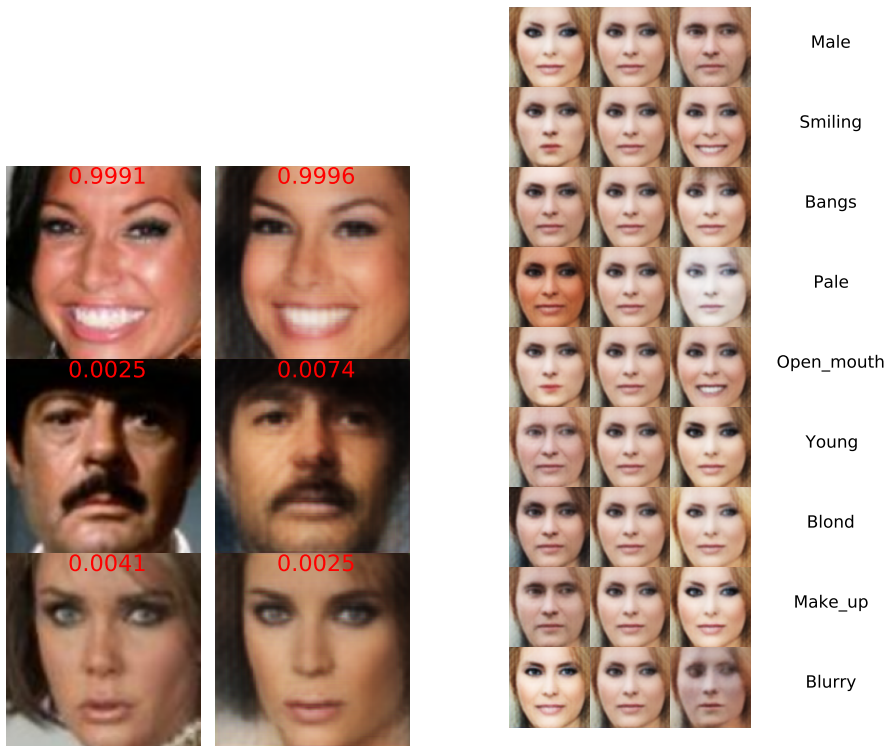 0.9991
0.9996
0.0025
0.0074
0.0041
0.0025
Male
Smiling
Bangs
Pale
Open_mouth
Young
Blond
Make_up
Blurry